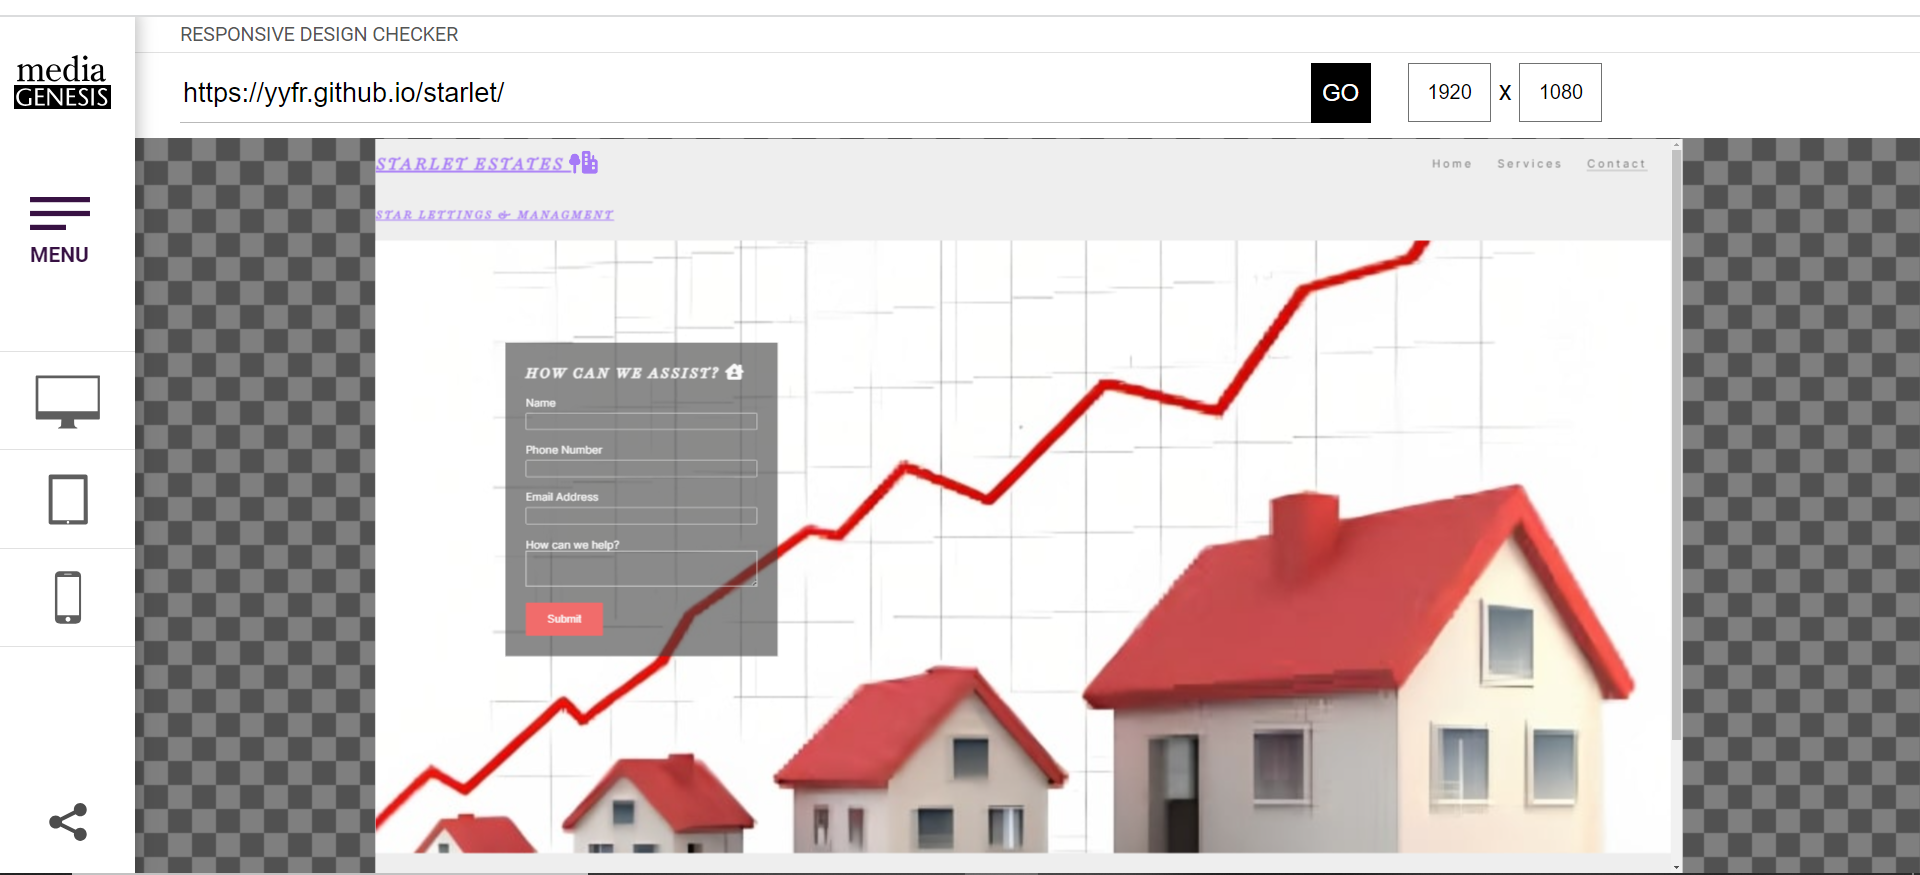 RESPONSIVE DESIGN CHECKER
media
GENESIS
https://yyfr.github.io/starlet/
GO
1920 X 1080
MENU
STARLET ESTATES
Home Services Contact
STAR LETTINGS & MANAGMENT
HOW CAN WE ASSIST?
Name
Phone Number
Email Address
How can we help?
Submit